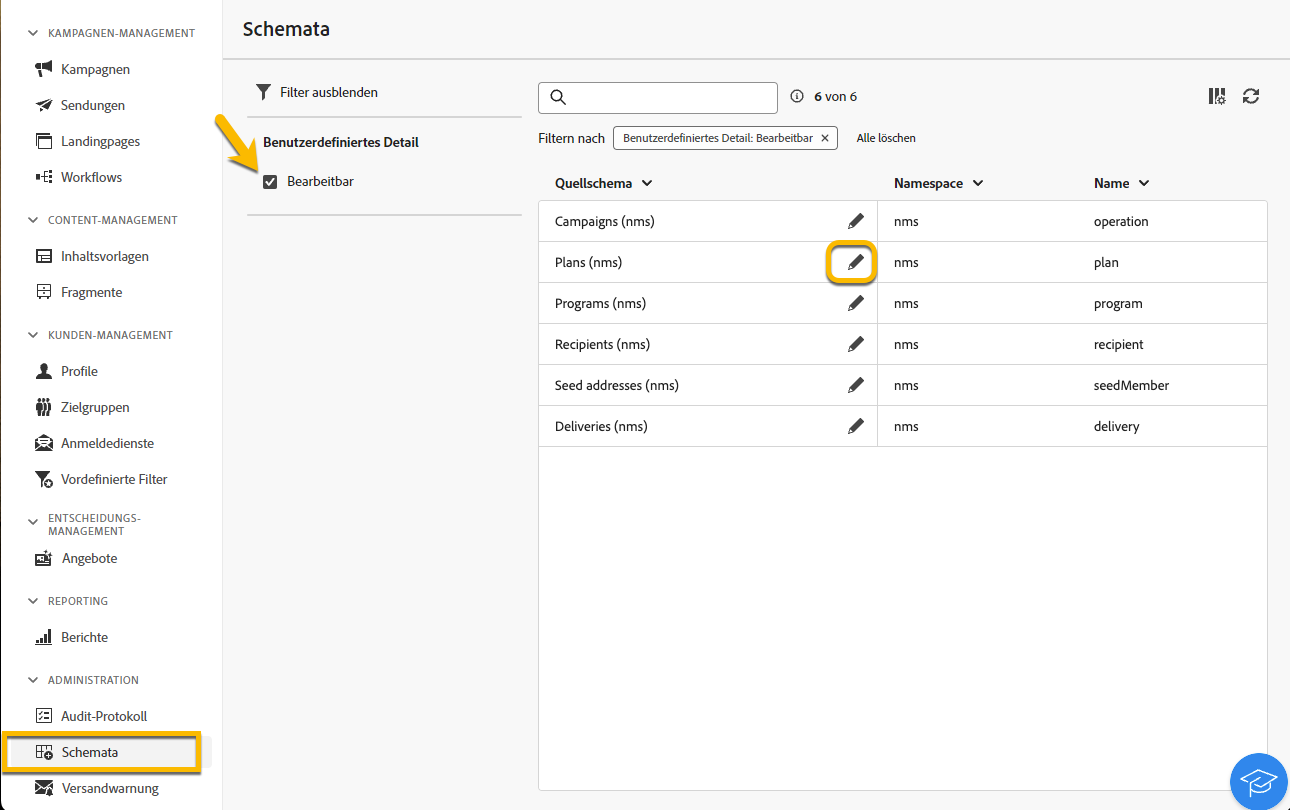 KAMPAGNEN-MANAGEMENT
Kampagnen
Sendungen
Landingpages
Workflows
CONTENT-MANAGEMENT
Inhaltsvorlagen
Fragmente
KUNDEN-MANAGEMENT
Profile
Zielgruppen
Anmeldedienste
Vordefinierte Filter
ENTSCHEIDUNGS-
MANAGEMENT
Angebote
REPORTING
Berichte
ADMINISTRATION
Audit-Protokoll
Schemata
Versandwarnung
Schemata
Filter ausblenden
Benutzerdefiniertes Detail
Bearbeitbar
6 von 6
Filtern nach Benutzerdefiniertes Detail: Bearbeitbar Alle löschen
Quellschema Namespace Name
Campaigns (nms) nms operation
Plans (nms) nms plan
Programs (nms) nms program
Recipients (nms) nms recipient
Seed addresses (nms) nms seedMember
Deliveries (nms) nms delivery